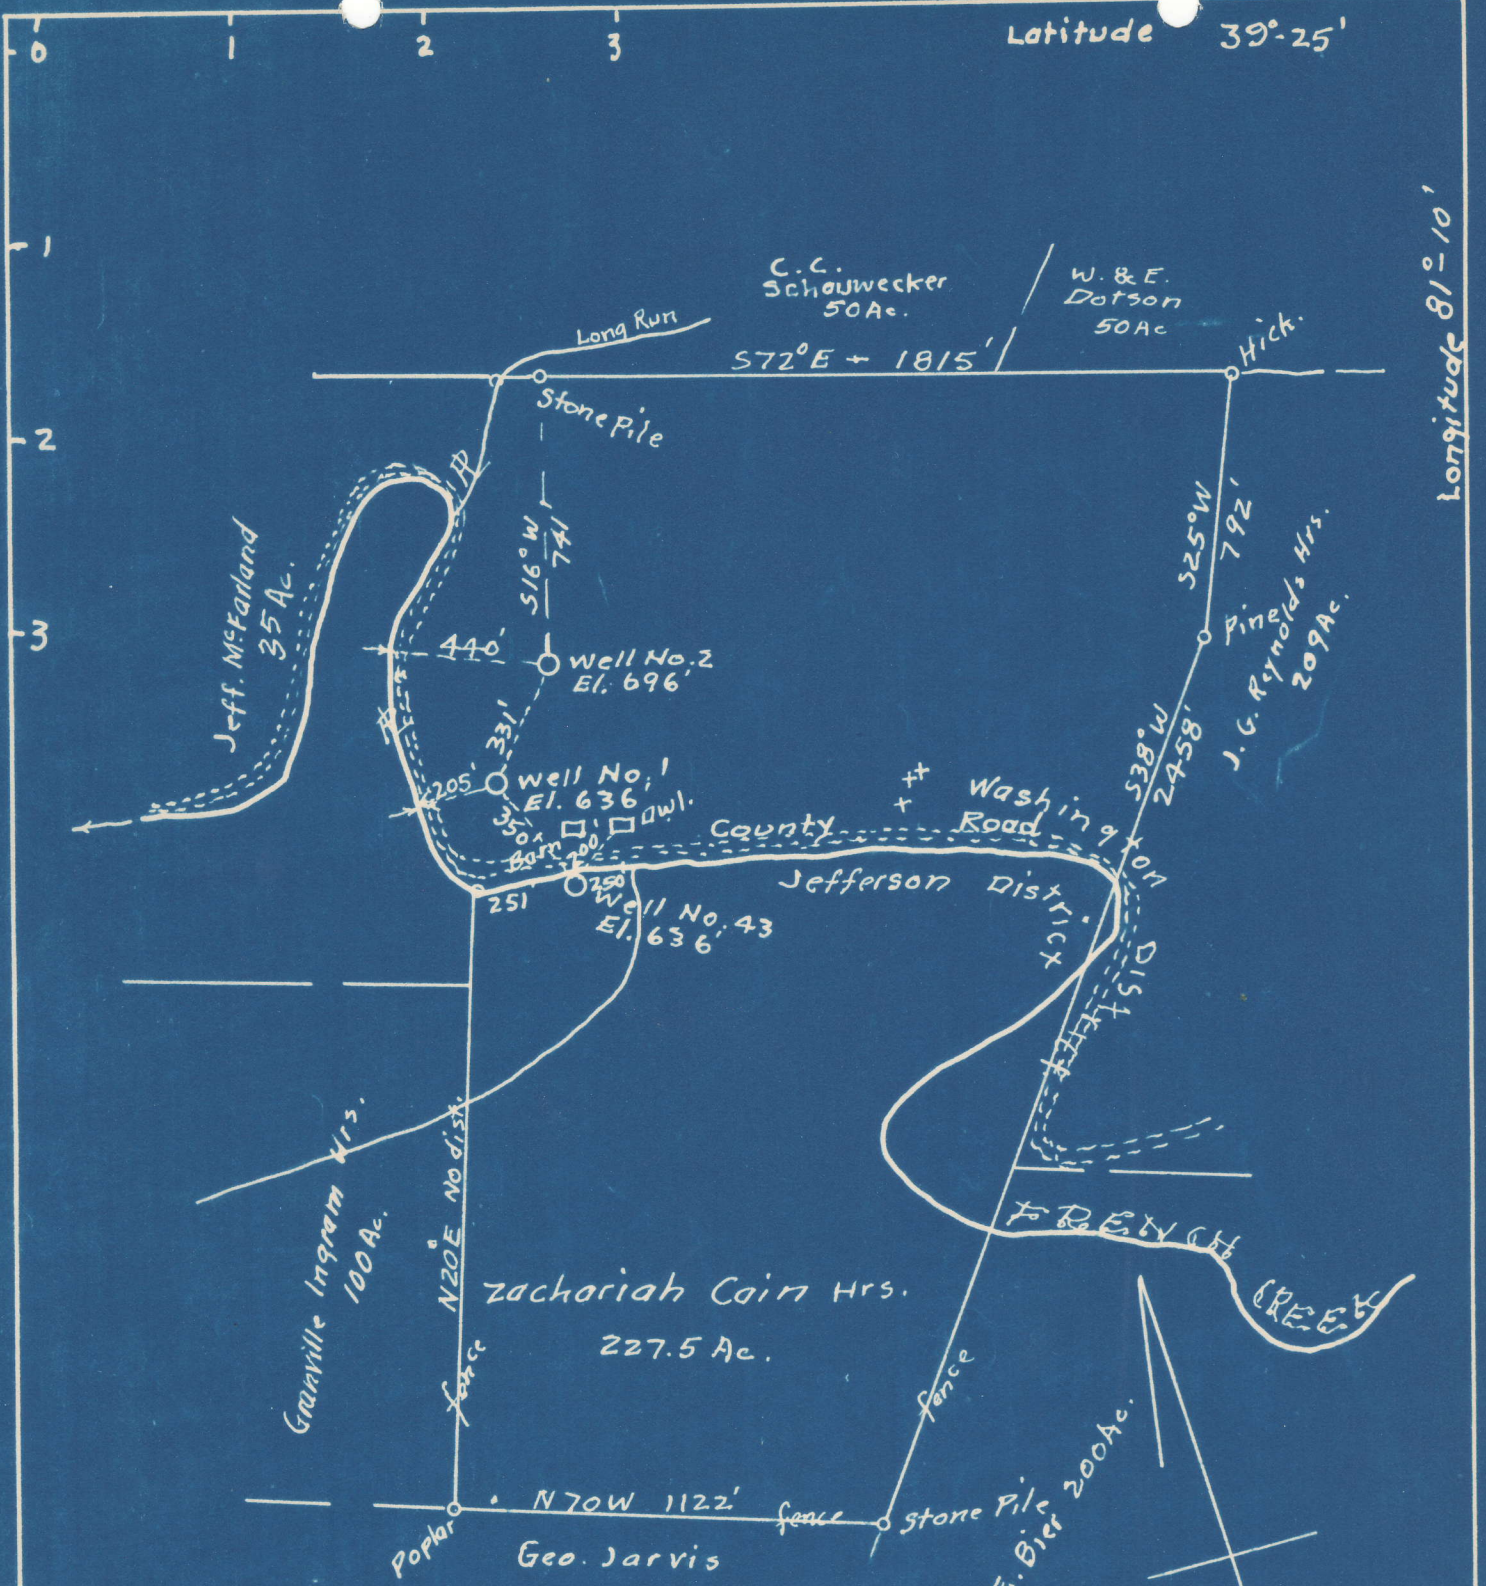 0 1 2 3
Latitude 39°-25'
Longitude 81°-10'
1
2
3
C. C.
Schauwecker
50 Ac.
W. & E.
Dotson
50 Ac
Long Run
S72°E - 1815'
Hick.
Stone Pile
S16°W
741'
S25°W
792'
Pine
J. G. Reynolds Hrs.
209 Ac.
Jeff. McFarland
35 Ac.
440'
Well No. 2
El. 696'
331'
205'
Well No. 1
El. 636'
350'
Barn
Dwl.
200'
S38°W
2458'
County Road
Washington
Dist
Jefferson District
251
250'
Well No. 43
El. 636'
N20°E No dist.
fence
Granville Ingram Hrs.
100 Ac.
FRENCH
CREEK
Zachariah Cain Hrs.
227.5 Ac.
fence
N70W 1122'
fence
Stone Pile
Poplar
Geo. Jarvis
Bier 200 Ac.